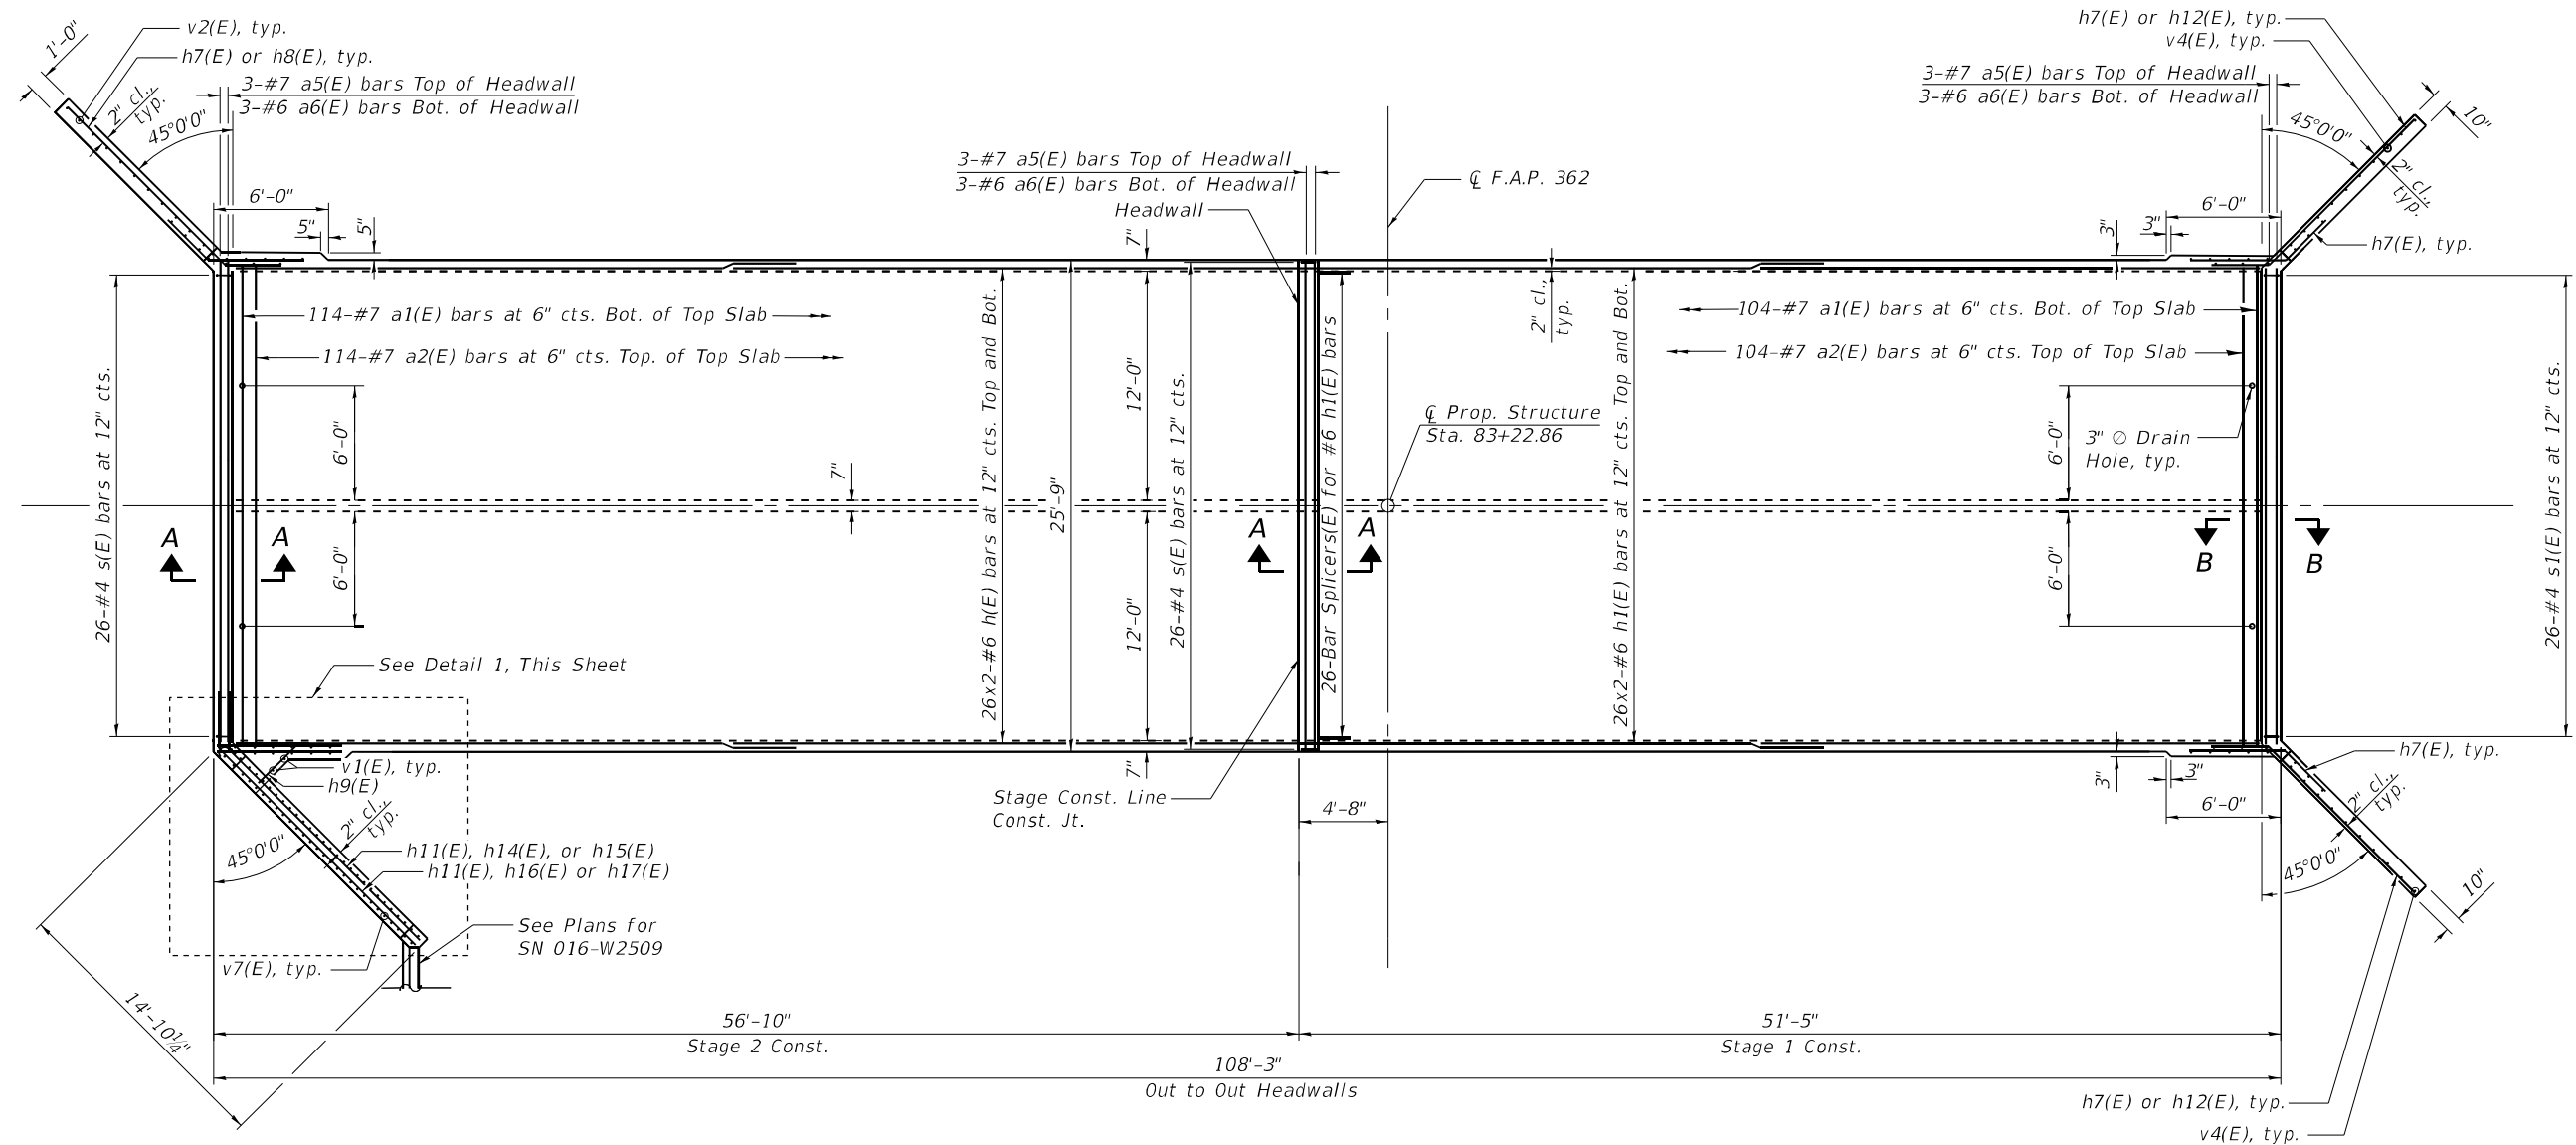 v2(E), typ.
h7(E) or h8(E), typ.
3-#7 a5(E) bars Top of Headwall
3-#6 a6(E) bars Bot. of Headwall
1'-0"
2" cl.,
typ.
45°0'0"
6'-0"
5"
5"
3-#7 a5(E) bars Top of Headwall
3-#6 a6(E) bars Bot. of Headwall
Headwall
7"
℄ F.A.P. 362
h7(E) or h12(E), typ.
v4(E), typ.
3-#7 a5(E) bars Top of Headwall
3-#6 a6(E) bars Bot. of Headwall
45°0'0"
10"
2" cl.,
typ.
6'-0"
3"
3"
h7(E), typ.
114-#7 a1(E) bars at 6" cts. Bot. of Top Slab
114-#7 a2(E) bars at 6" cts. Top. of Top Slab
104-#7 a1(E) bars at 6" cts. Bot. of Top Slab
104-#7 a2(E) bars at 6" cts. Top of Top Slab
26-#4 s(E) bars at 12" cts.
6'-0"
6'-0"
7"
26x2-#6 h(E) bars at 12" cts. Top and Bot.
25'-9"
12'-0"
12'-0"
26-#4 s(E) bars at 12" cts.
26-Bar Splicers(E) for #6 h1(E) bars
2" cl.,
typ.
26x2-#6 h1(E) bars at 12" cts. Top and Bot.
℄ Prop. Structure
Sta. 83+22.86
6'-0"
6'-0"
3" ∅ Drain
Hole, typ.
26-#4 s1(E) bars at 12" cts.
A
A
A
A
B
B
See Detail 1, This Sheet
v1(E), typ.
h9(E)
2" cl.,
typ.
45°0'0"
h11(E), h14(E), or h15(E)
h11(E), h16(E) or h17(E)
See Plans for
SN 016-W2509
v7(E), typ.
14'-10¼"
7"
Stage Const. Line
Const. Jt.
4'-8"
3"
3"
6'-0"
h7(E), typ.
2" cl.,
typ.
45°0'0"
10"
56'-10"
Stage 2 Const.
51'-5"
Stage 1 Const.
108'-3"
Out to Out Headwalls
h7(E) or h12(E), typ.
v4(E), typ.